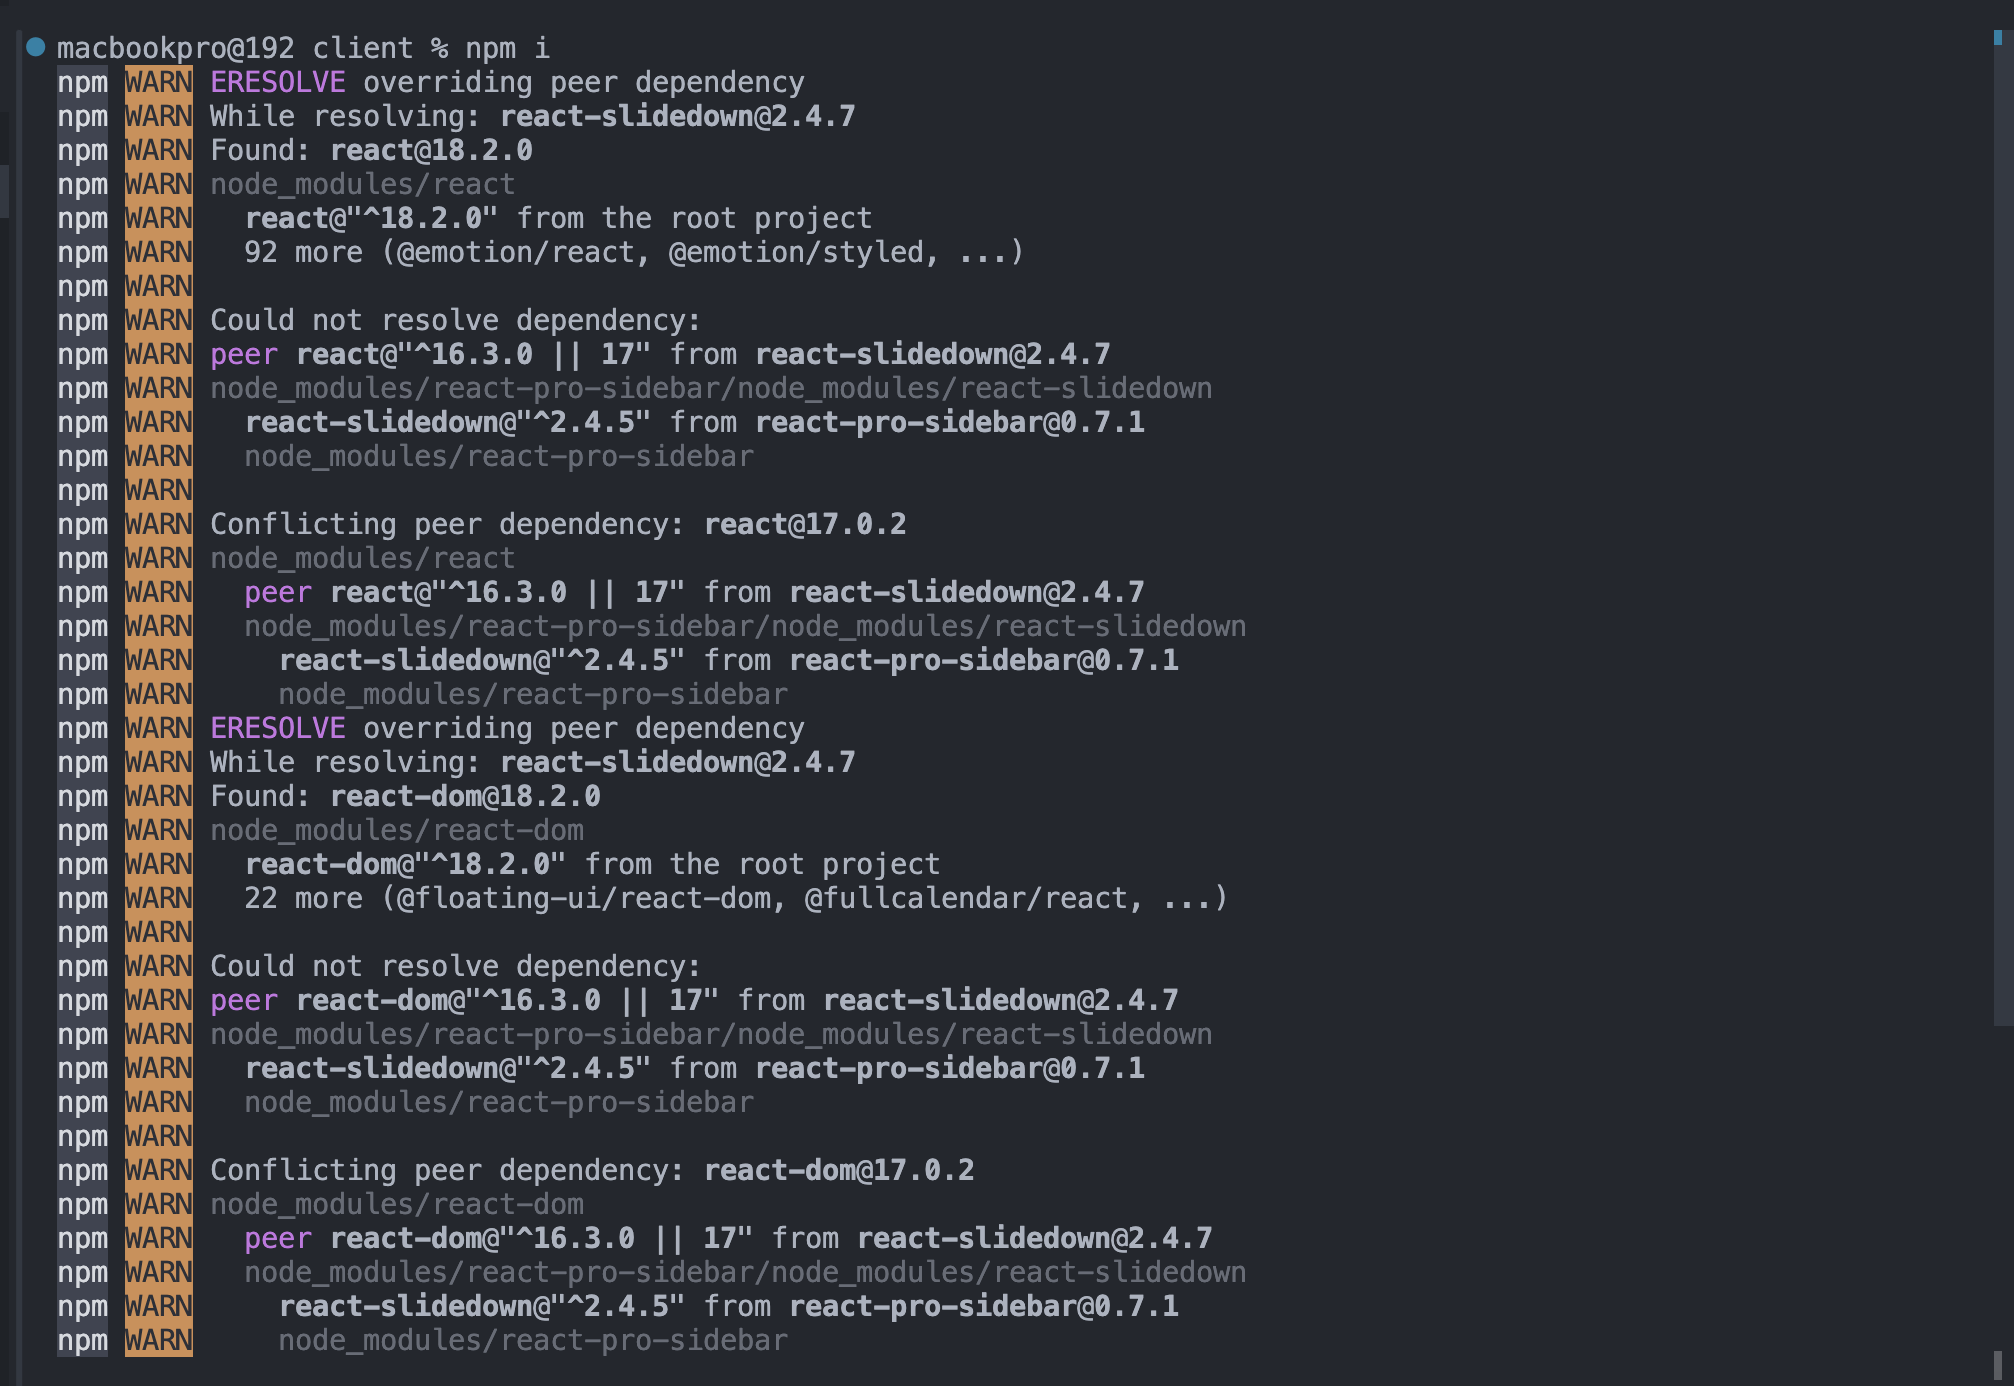 macbookpro@192 client % npm i
npm WARN ERESOLVE overriding peer dependency
npm WARN While resolving: react-slidedown@2.4.7
npm WARN Found: react@18.2.0
npm WARN node_modules/react
npm WARN   react@"^18.2.0" from the root project
npm WARN   92 more (@emotion/react, @emotion/styled, ...)
npm WARN
npm WARN Could not resolve dependency:
npm WARN peer react@"^16.3.0 || 17" from react-slidedown@2.4.7
npm WARN node_modules/react-pro-sidebar/node_modules/react-slidedown
npm WARN   react-slidedown@"^2.4.5" from react-pro-sidebar@0.7.1
npm WARN   node_modules/react-pro-sidebar
npm WARN
npm WARN Conflicting peer dependency: react@17.0.2
npm WARN node_modules/react
npm WARN   peer react@"^16.3.0 || 17" from react-slidedown@2.4.7
npm WARN   node_modules/react-pro-sidebar/node_modules/react-slidedown
npm WARN     react-slidedown@"^2.4.5" from react-pro-sidebar@0.7.1
npm WARN     node_modules/react-pro-sidebar
npm WARN ERESOLVE overriding peer dependency
npm WARN While resolving: react-slidedown@2.4.7
npm WARN Found: react-dom@18.2.0
npm WARN node_modules/react-dom
npm WARN   react-dom@"^18.2.0" from the root project
npm WARN   22 more (@floating-ui/react-dom, @fullcalendar/react, ...)
npm WARN
npm WARN Could not resolve dependency:
npm WARN peer react-dom@"^16.3.0 || 17" from react-slidedown@2.4.7
npm WARN node_modules/react-pro-sidebar/node_modules/react-slidedown
npm WARN   react-slidedown@"^2.4.5" from react-pro-sidebar@0.7.1
npm WARN   node_modules/react-pro-sidebar
npm WARN
npm WARN Conflicting peer dependency: react-dom@17.0.2
npm WARN node_modules/react-dom
npm WARN   peer react-dom@"^16.3.0 || 17" from react-slidedown@2.4.7
npm WARN   node_modules/react-pro-sidebar/node_modules/react-slidedown
npm WARN     react-slidedown@"^2.4.5" from react-pro-sidebar@0.7.1
npm WARN     node_modules/react-pro-sidebar